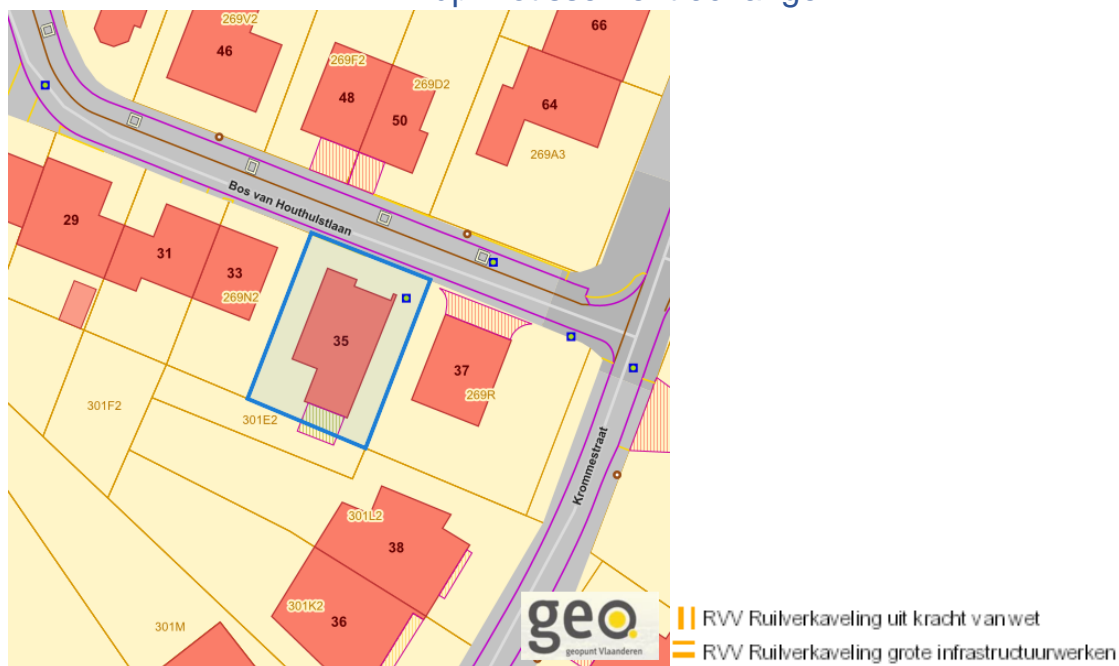 269V2
46
269F2
48
269D2
50
66
64
269A3
Bos van Houthulstlaan
29
31
33
269N2
35
37
269R
301F2
301E2
Krommestraat
301L2
38
301K2
36
301M
geo.
geopunt Vlaanderen
RVV Ruilverkaveling uit kracht van wet
RVV Ruilverkaveling grote infrastructuurwerken